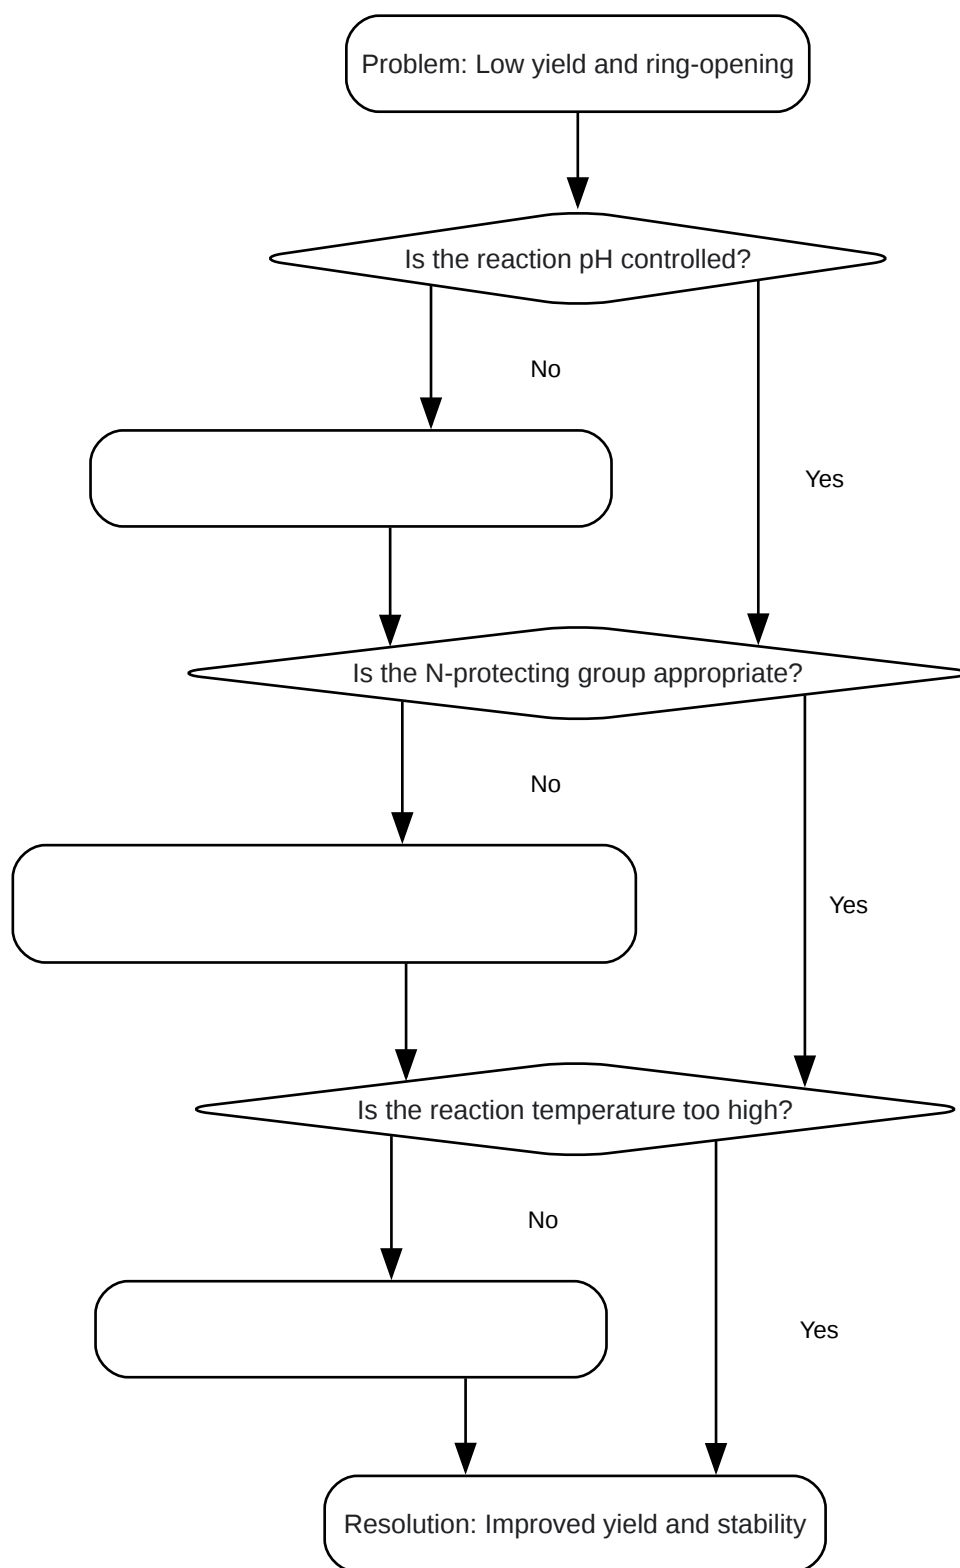 Problem: Low yield and ring-opening
Is the reaction pH controlled?
No
Yes
Is the N-protecting group appropriate?
No
Yes
Is the reaction temperature too high?
No
Yes
Resolution: Improved yield and stability